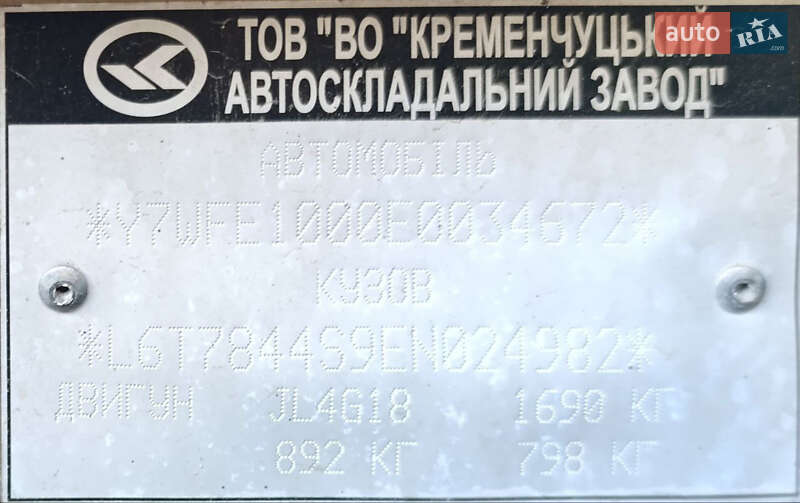 ТОВ "ВО "КРЕМЕНЧУЦЬКИЙ
АВТОСКЛАДАЛЬНИЙ ЗАВОД"
auto RIA .com
АВТОМОБІЛЬ
*Y7WFE1000E0034672*
КУЗОВ
*L6T7844S9EN024982*
ДВИГУН JL4G18 1690 КГ
892 КГ 798 КГ